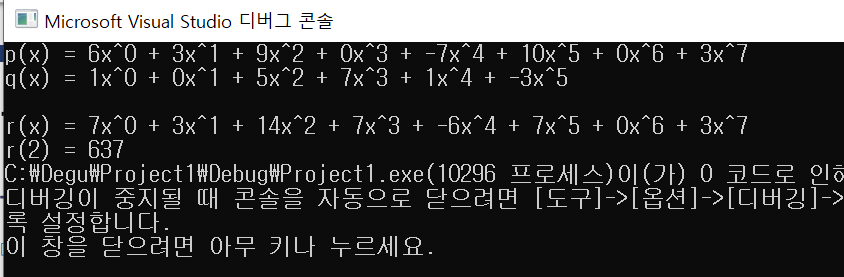 Microsoft Visual Studio 디버그 콘솔
p(x) = 6x^0 + 3x^1 + 9x^2 + 0x^3 + -7x^4 + 10x^5 + 0x^6 + 3x^7
q(x) = 1x^0 + 0x^1 + 5x^2 + 7x^3 + 1x^4 + -3x^5
r(x) = 7x^0 + 3x^1 + 14x^2 + 7x^3 + -6x^4 + 7x^5 + 0x^6 + 3x^7
r(2) = 637
C:₩Degu₩Project1₩Debug₩Project1.exe(10296 프로세스)이(가) 0 코드로 인해
디버깅이 중지될 때 콘솔을 자동으로 닫으려면 [도구]->[옵션]->[디버깅]->
록 설정합니다.
이 창을 닫으려면 아무 키나 누르세요.